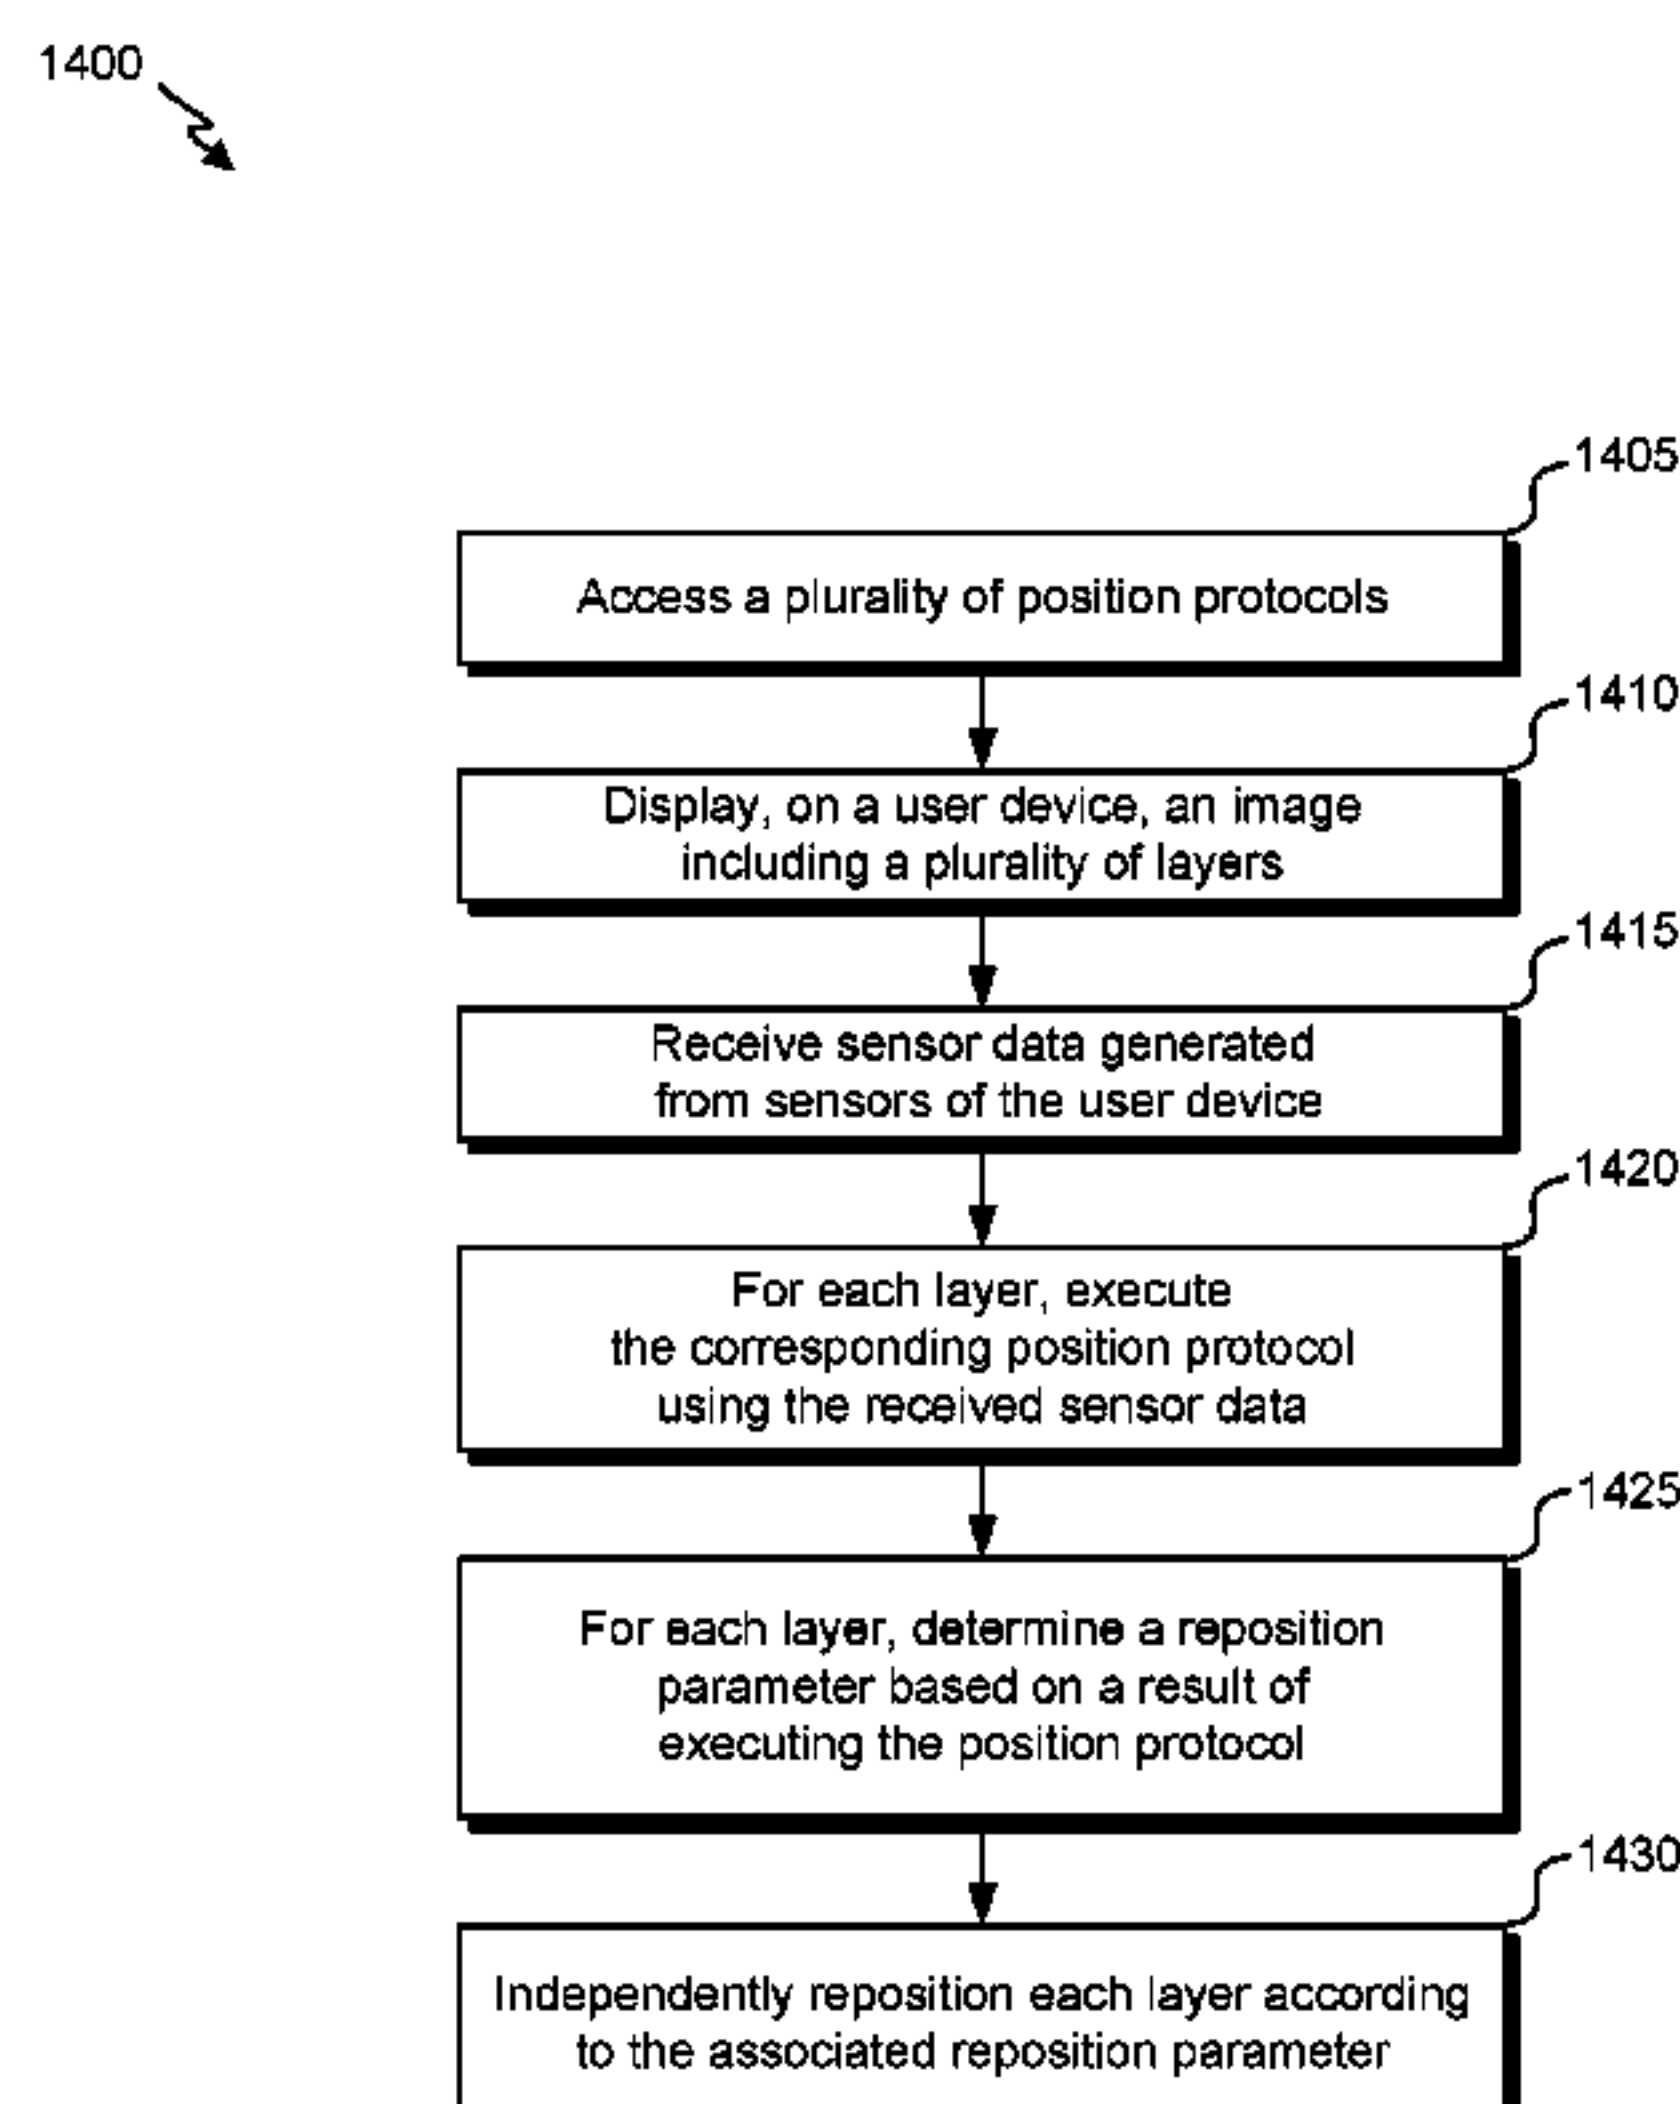 1400
1405
Access a plurality of position protocols
1410
Display, on a user device, an image
including a plurality of layers
1415
Receive sensor data generated
from sensors of the user device
1420
For each layer, execute
the corresponding position protocol
using the received sensor data
1425
For each layer, determine a reposition
parameter based on a result of
executing the position protocol
1430
Independently reposition each layer according
to the associated reposition parameter